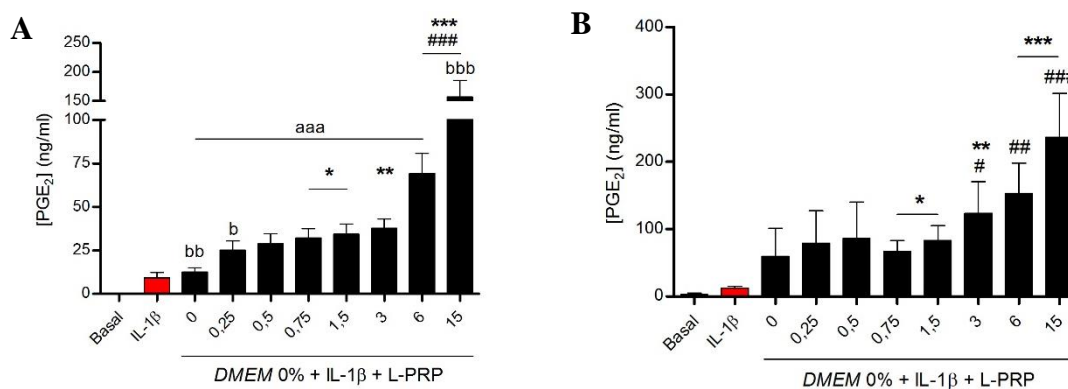 A
[PGE2] (ng/ml)
250
200
150
100
75
50
25
0
***
###
bbb
aaa
bb
b
*
**
Basal
IL-1β
0
0,25
0,5
0,75
1,5
3
6
15
DMEM 0% + IL-1β + L-PRP
B
[PGE2] (ng/ml)
400
300
200
100
0
***
###
**
##
#
*
Basal
IL-1β
0
0,25
0,5
0,75
1,5
3
6
15
DMEM 0% + IL-1β + L-PRP